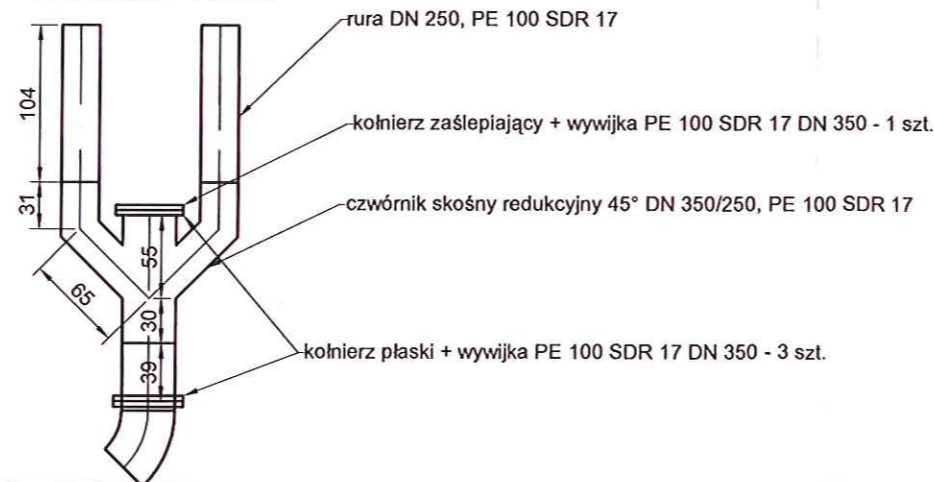 rura DN 250, PE 100 SDR 17
104
kołnierz zaślepiający + wywijka PE 100 SDR 17 DN 350 - 1 szt.
31
czwórnik skośny redukcyjny 45° DN 350/250, PE 100 SDR 17
55
65
30
kołnierz płaski + wywijka PE 100 SDR 17 DN 350 - 3 szt.
39